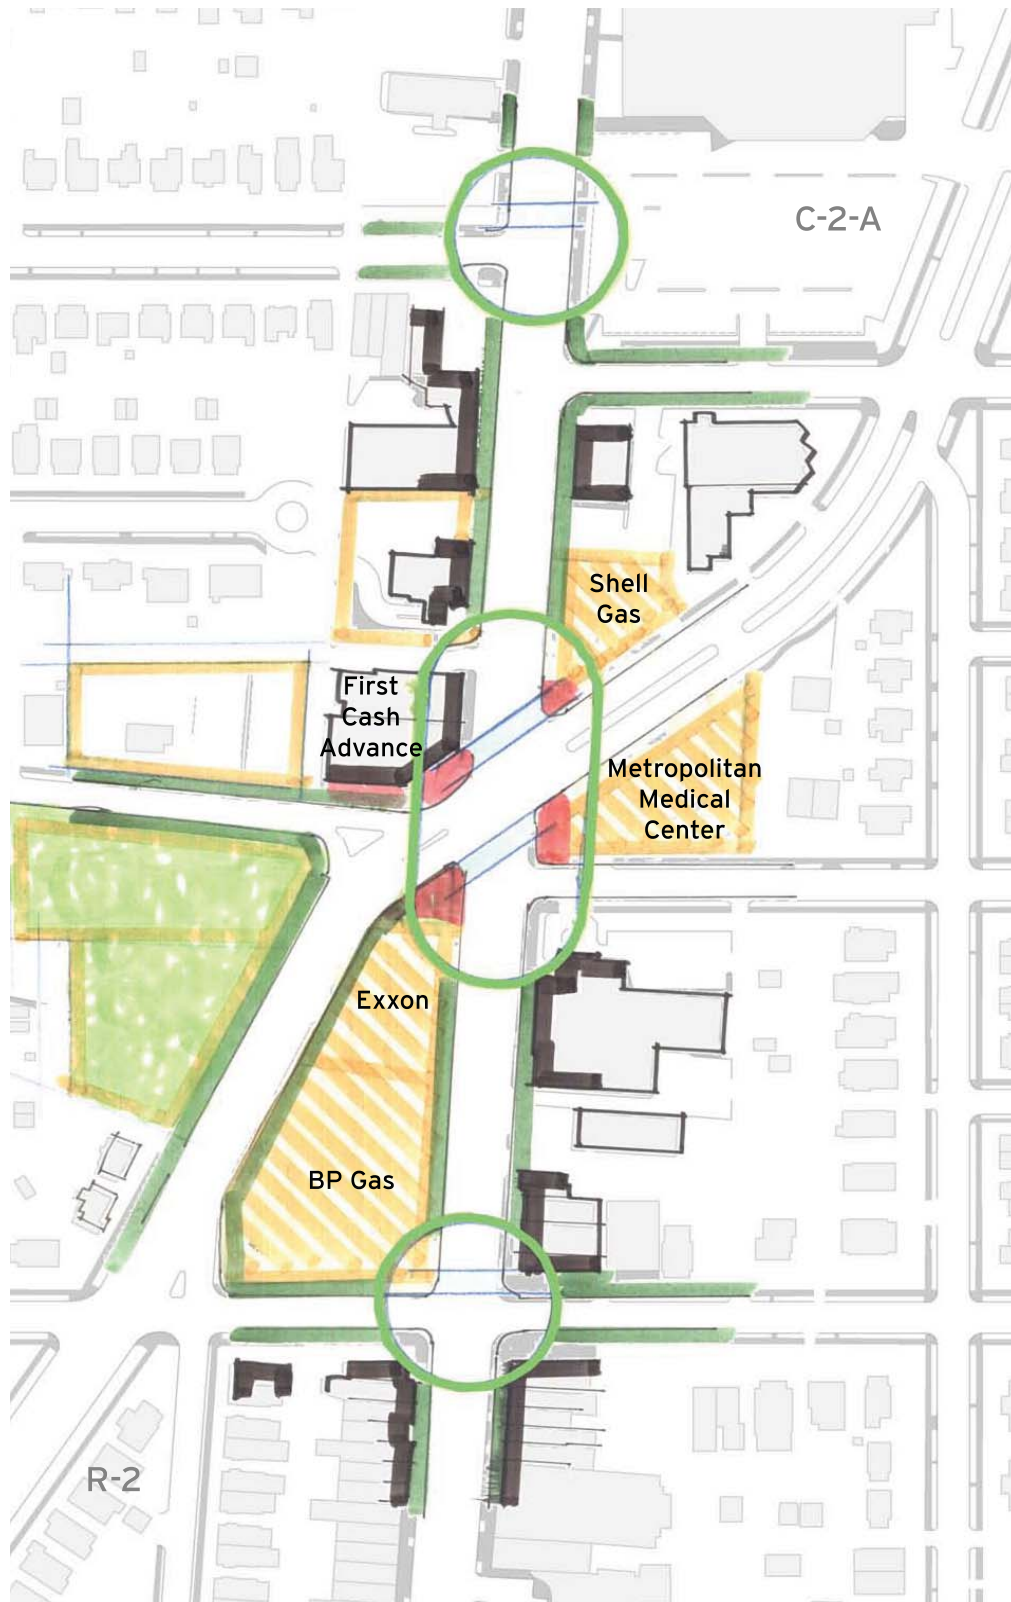 C-2-A
Shell
Gas
First
Cash
Advance
Metropolitan
Medical
Center
Exxon
BP Gas
R-2